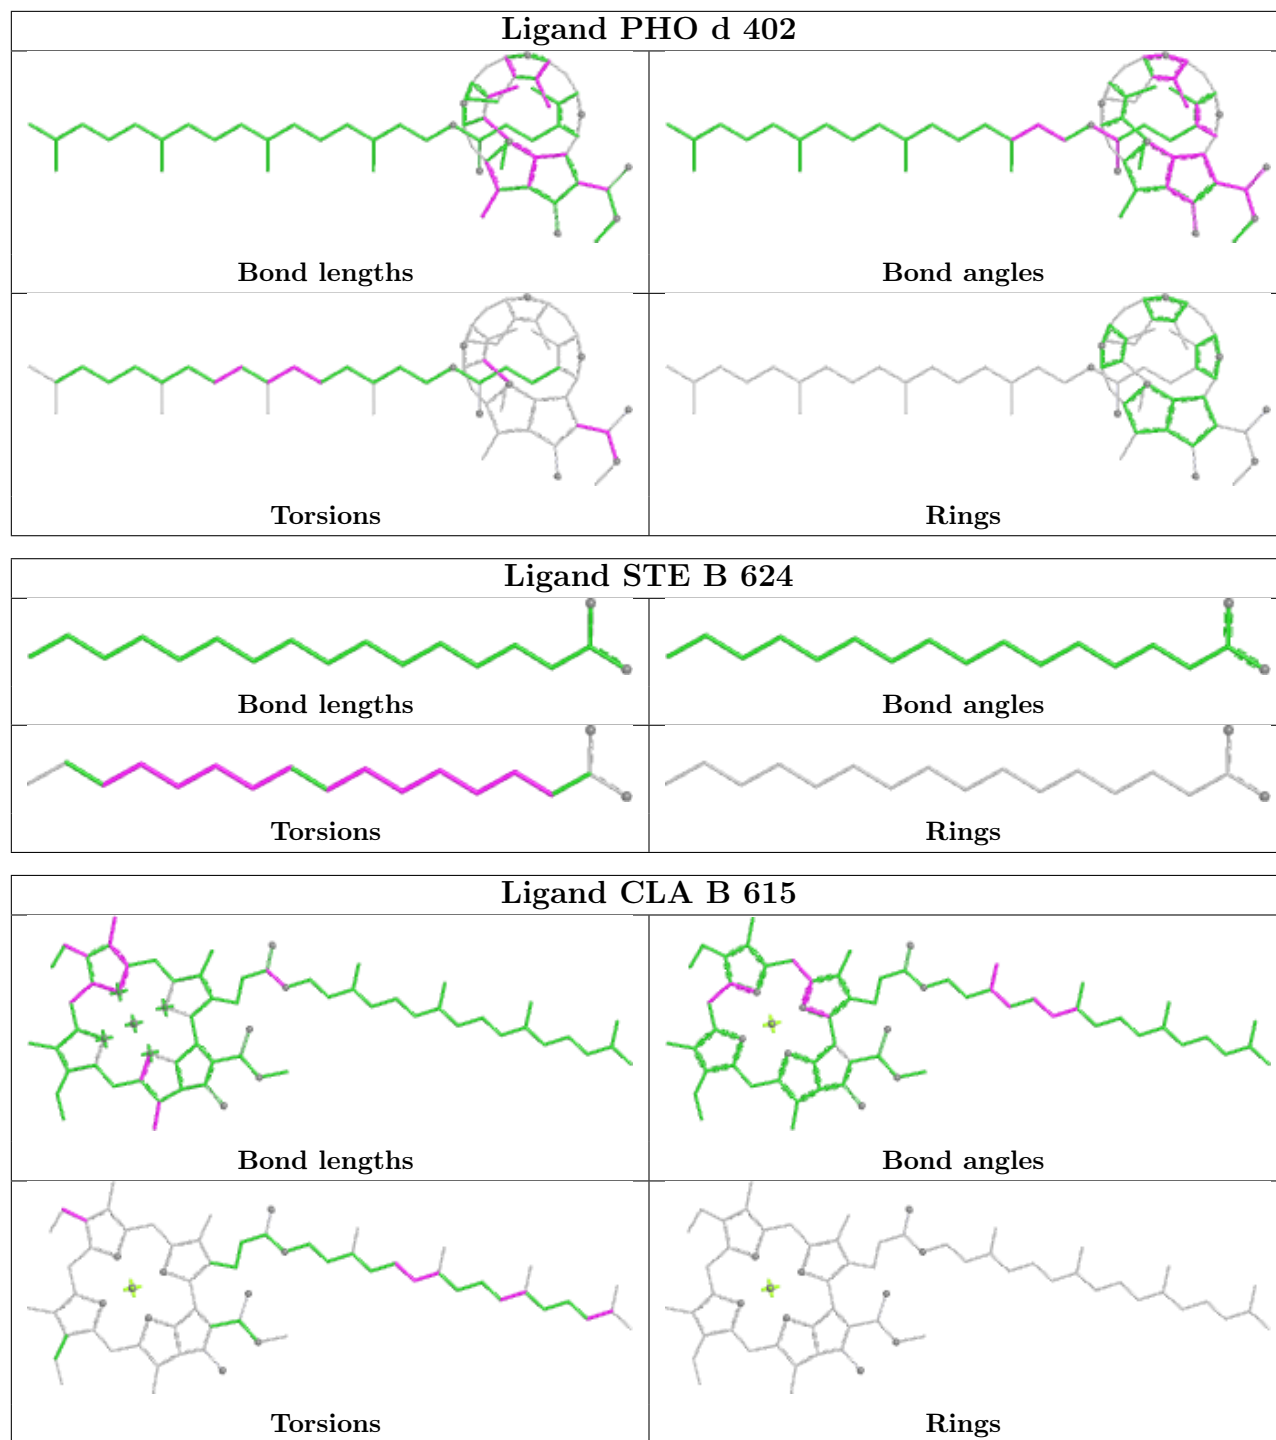 Ligand PHO d 402
Bond lengths
Bond angles
Torsions
Rings
Ligand STE B 624
Bond lengths
Bond angles
Torsions
Rings
Ligand CLA B 615
Bond lengths
Bond angles
Torsions
Rings